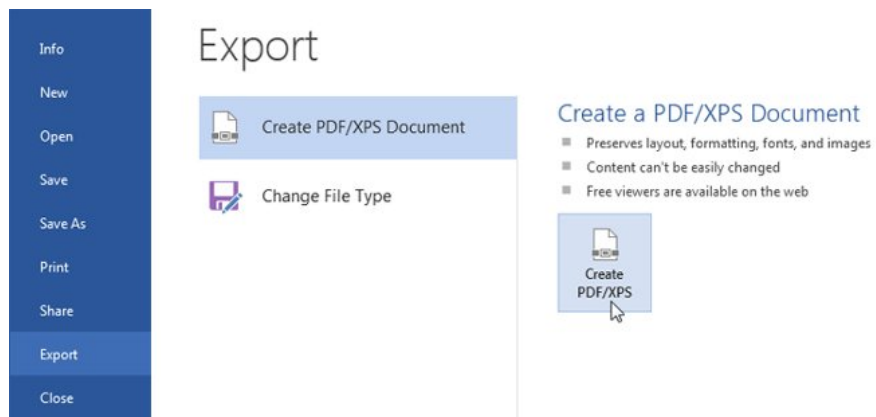 Info
New
Open
Save
Save As
Print
Share
Export
Close
Export
Create PDF/XPS Document
Change File Type
Create a PDF/XPS Document
Preserves layout, formatting, fonts, and images
Content can't be easily changed
Free viewers are available on the web
Create
PDF/XPS